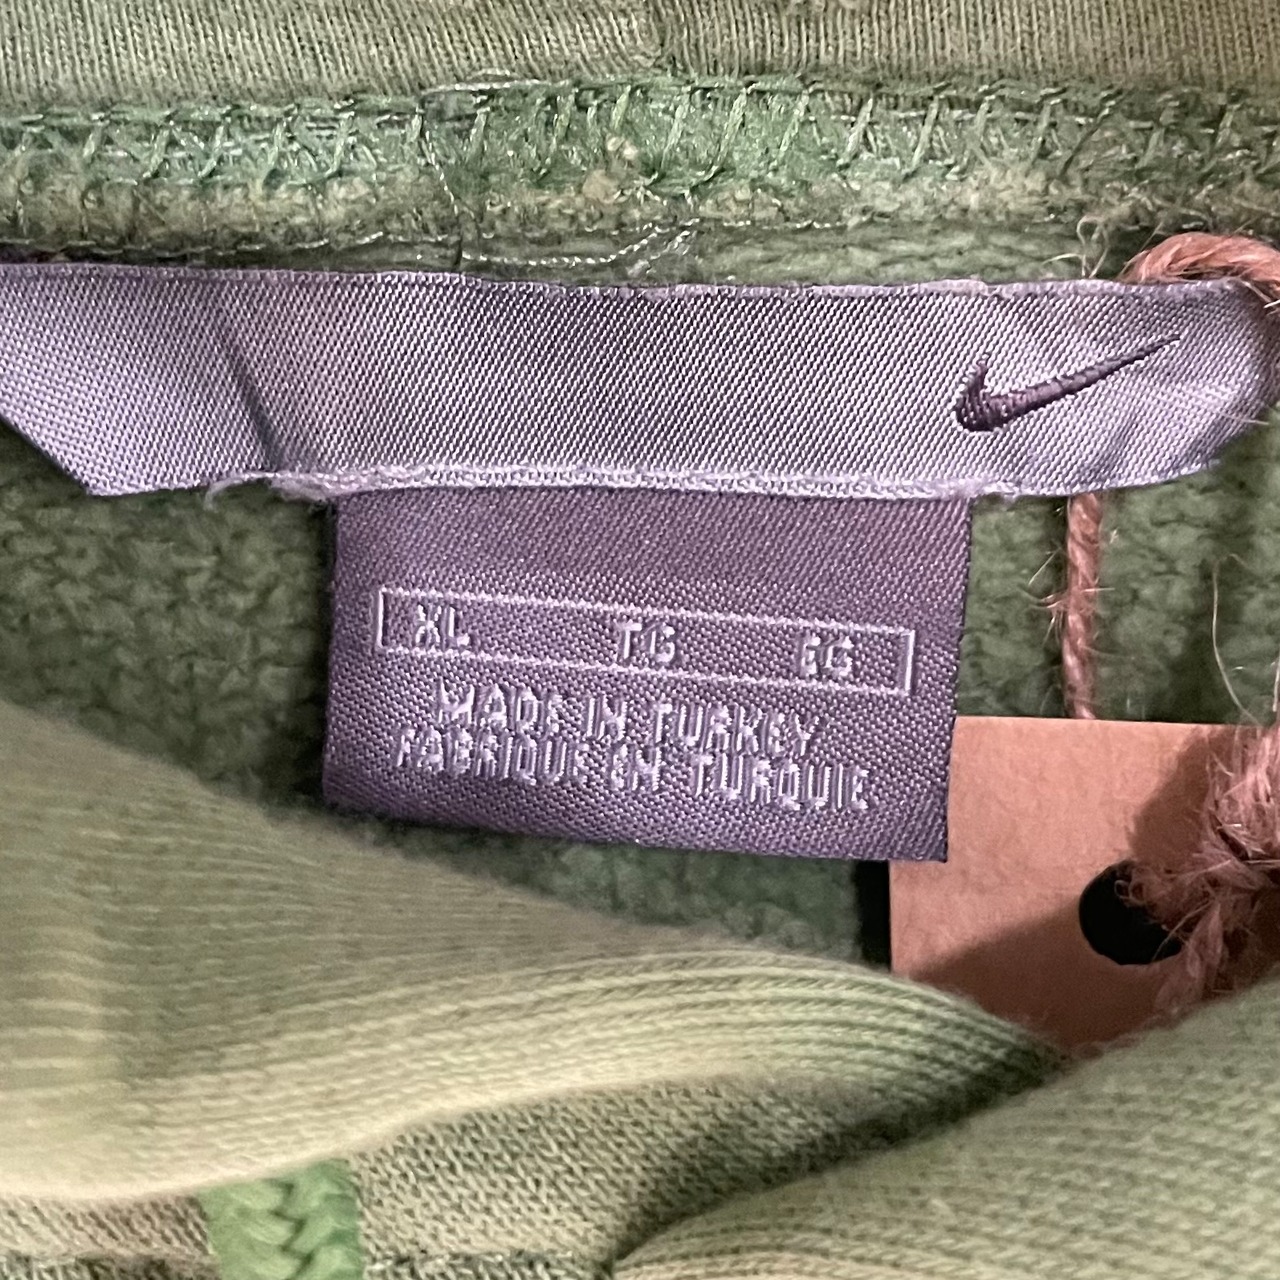 XL TG EG
MADE IN TURKEY
FABRIQUE EN TURQUIE